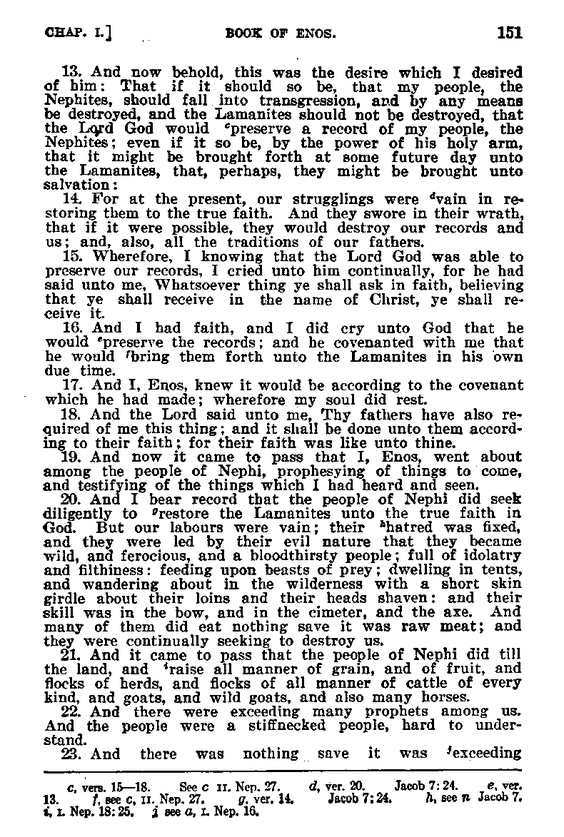 CHAP. I.] BOOK OF ENOS. 151
13. And now behold, this was the desire which I desired
of him: That if it should so be, that my people, the
Nephites, should fall into transgression, and by any means
be destroyed, and the Lamanites should not be destroyed, that
the Lord God would ᶜpreserve a record of my people, the
Nephites; even if it so be, by the power of his holy arm,
that it might be brought forth at some future day unto
the Lamanites, that, perhaps, they might be brought unto
salvation:
14. For at the present, our strugglings were ᵈvain in re-
storing them to the true faith. And they swore in their wrath,
that if it were possible, they would destroy our records and
us; and, also, all the traditions of our fathers.
15. Wherefore, I knowing that the Lord God was able to
preserve our records, I cried unto him continually, for he had
said unto me, Whatsoever thing ye shall ask in faith, believing
that ye shall receive in the name of Christ, ye shall re-
ceive it.
16. And I had faith, and I did cry unto God that he
would ᵉpreserve the records; and he covenanted with me that
he would ᶠbring them forth unto the Lamanites in his own
due time.
17. And I, Enos, knew it would be according to the covenant
which he had made; wherefore my soul did rest.
18. And the Lord said unto me, Thy fathers have also re-
quired of me this thing; and it shall be done unto them accord-
ing to their faith; for their faith was like unto thine.
19. And now it came to pass that I, Enos, went about
among the people of Nephi, prophesying of things to come,
and testifying of the things which I had heard and seen.
20. And I bear record that the people of Nephi did seek
diligently to ᵍrestore the Lamanites unto the true faith in
God. But our labours were vain; their ʰhatred was fixed,
and they were led by their evil nature that they became
wild, and ferocious, and a bloodthirsty people; full of idolatry
and filthiness: feeding upon beasts of prey; dwelling in tents,
and wandering about in the wilderness with a short skin
girdle about their loins and their heads shaven: and their
skill was in the bow, and in the cimeter, and the axe. And
many of them did eat nothing save it was raw meat; and
they were continually seeking to destroy us.
21. And it came to pass that the people of Nephi did till
the land, and ⁱraise all manner of grain, and of fruit, and
flocks of herds, and flocks of all manner of cattle of every
kind, and goats, and wild goats, and also many horses.
22. And there were exceeding many prophets among us.
And the people were a stiffnecked people, hard to under-
stand.
23. And there was nothing save it was ʲexceeding
c, vers. 15—18. See c II. Nep. 27. d, ver. 20. Jacob 7: 24. e, ver.
13. f, see c, II. Nep. 27. g, ver. 14. Jacob 7: 24. h, see n Jacob 7.
i, I. Nep. 18: 25. j see a, I. Nep. 16.